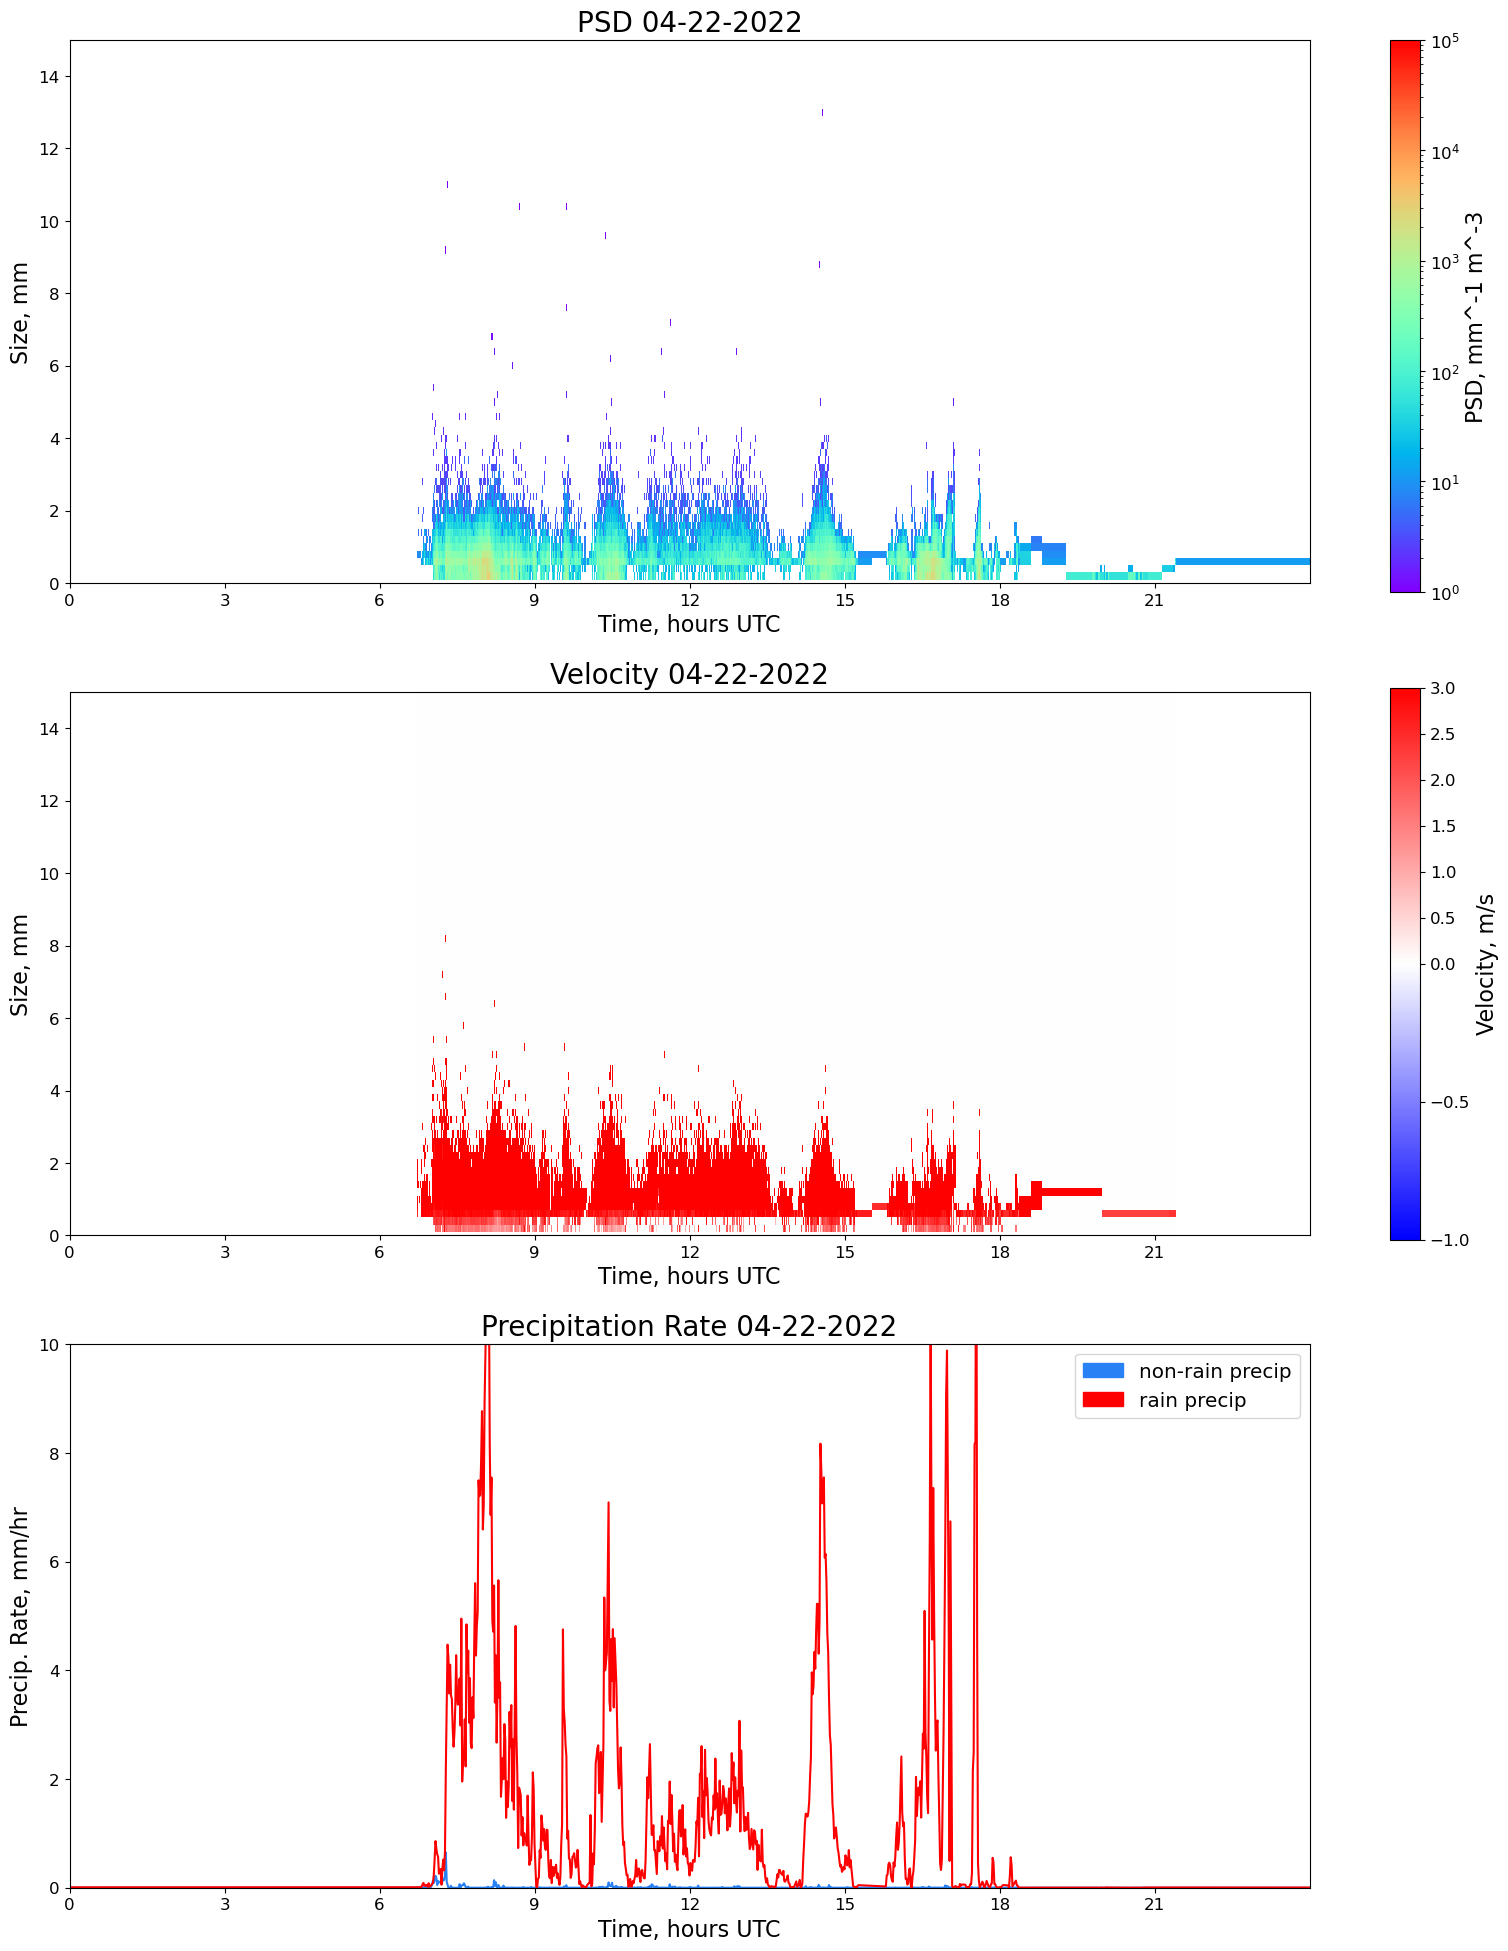 PSD 04-22-2022
14
12
10
8
6
4
2
0
Size, mm
0 3 6 9 12 15 18 21
Time, hours UTC
10^5
10^4
10^3
10^2
10^1
10^0
PSD, mm^-1 m^-3
Velocity 04-22-2022
14
12
10
8
6
4
2
0
Size, mm
0 3 6 9 12 15 18 21
Time, hours UTC
3.0
2.5
2.0
1.5
1.0
0.5
0.0
−0.5
−1.0
Velocity, m/s
Precipitation Rate 04-22-2022
10
8
6
4
2
0
Precip. Rate, mm/hr
non-rain precip
rain precip
0 3 6 9 12 15 18 21
Time, hours UTC